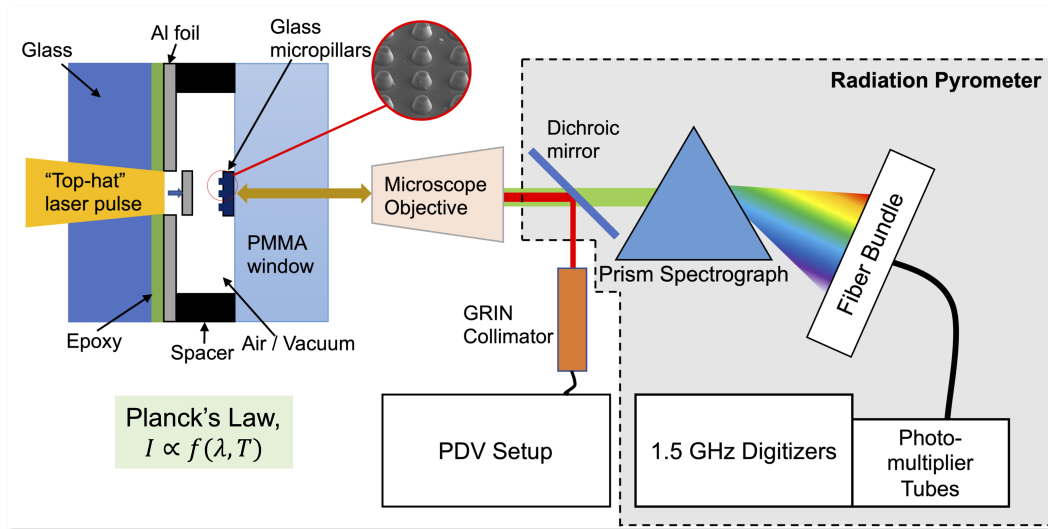 Al foil
Glass
Glass
micropillars
Radiation Pyrometer
Dichroic
mirror
“Top-hat”
laser pulse
Microscope
Objective
PMMA
window
Prism Spectrograph
Fiber Bundle
GRIN
Collimator
Epoxy
Spacer
Air / Vacuum
Planck’s Law,
I ∝ f(λ, T)
PDV Setup
1.5 GHz Digitizers
Photo-
multiplier
Tubes